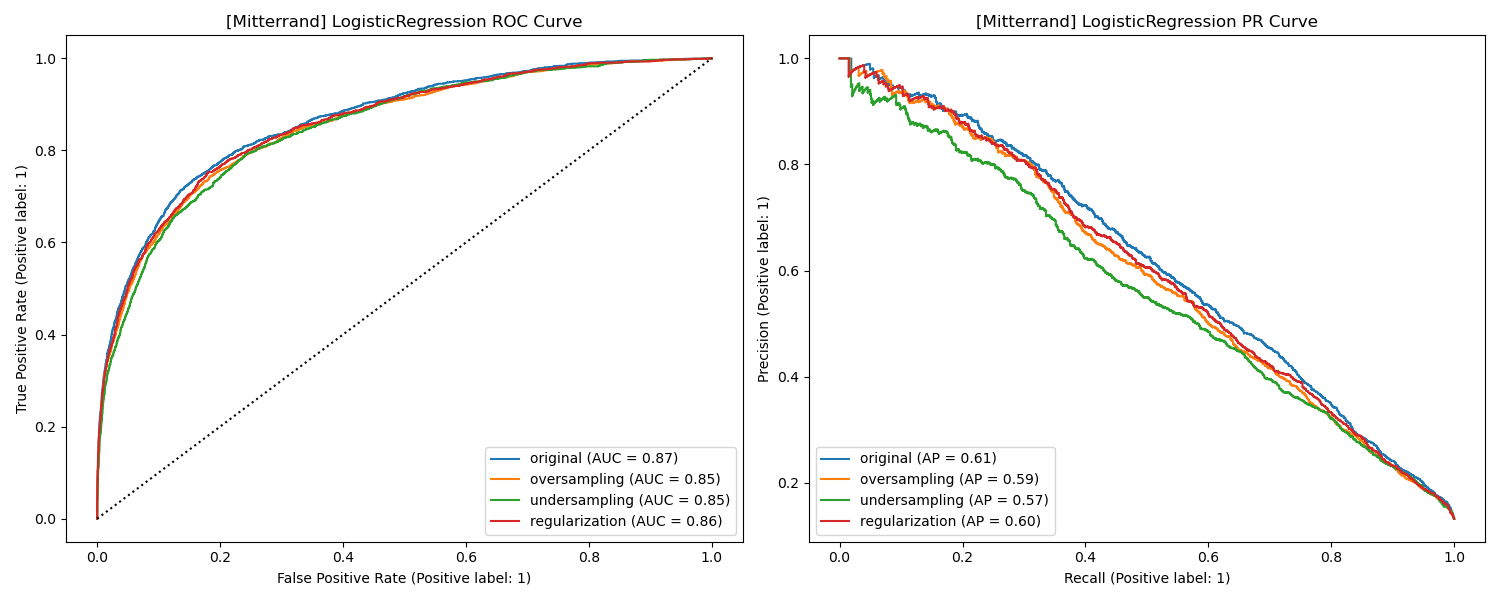 [Mitterrand] LogisticRegression ROC Curve
True Positive Rate (Positive label: 1)
1.0
0.8
0.6
0.4
0.2
0.0
original (AUC = 0.87)
oversampling (AUC = 0.85)
undersampling (AUC = 0.85)
regularization (AUC = 0.86)
0.0 0.2 0.4 0.6 0.8 1.0
False Positive Rate (Positive label: 1)
[Mitterrand] LogisticRegression PR Curve
Precision (Positive label: 1)
1.0
0.8
0.6
0.4
0.2
original (AP = 0.61)
oversampling (AP = 0.59)
undersampling (AP = 0.57)
regularization (AP = 0.60)
0.0 0.2 0.4 0.6 0.8 1.0
Recall (Positive label: 1)